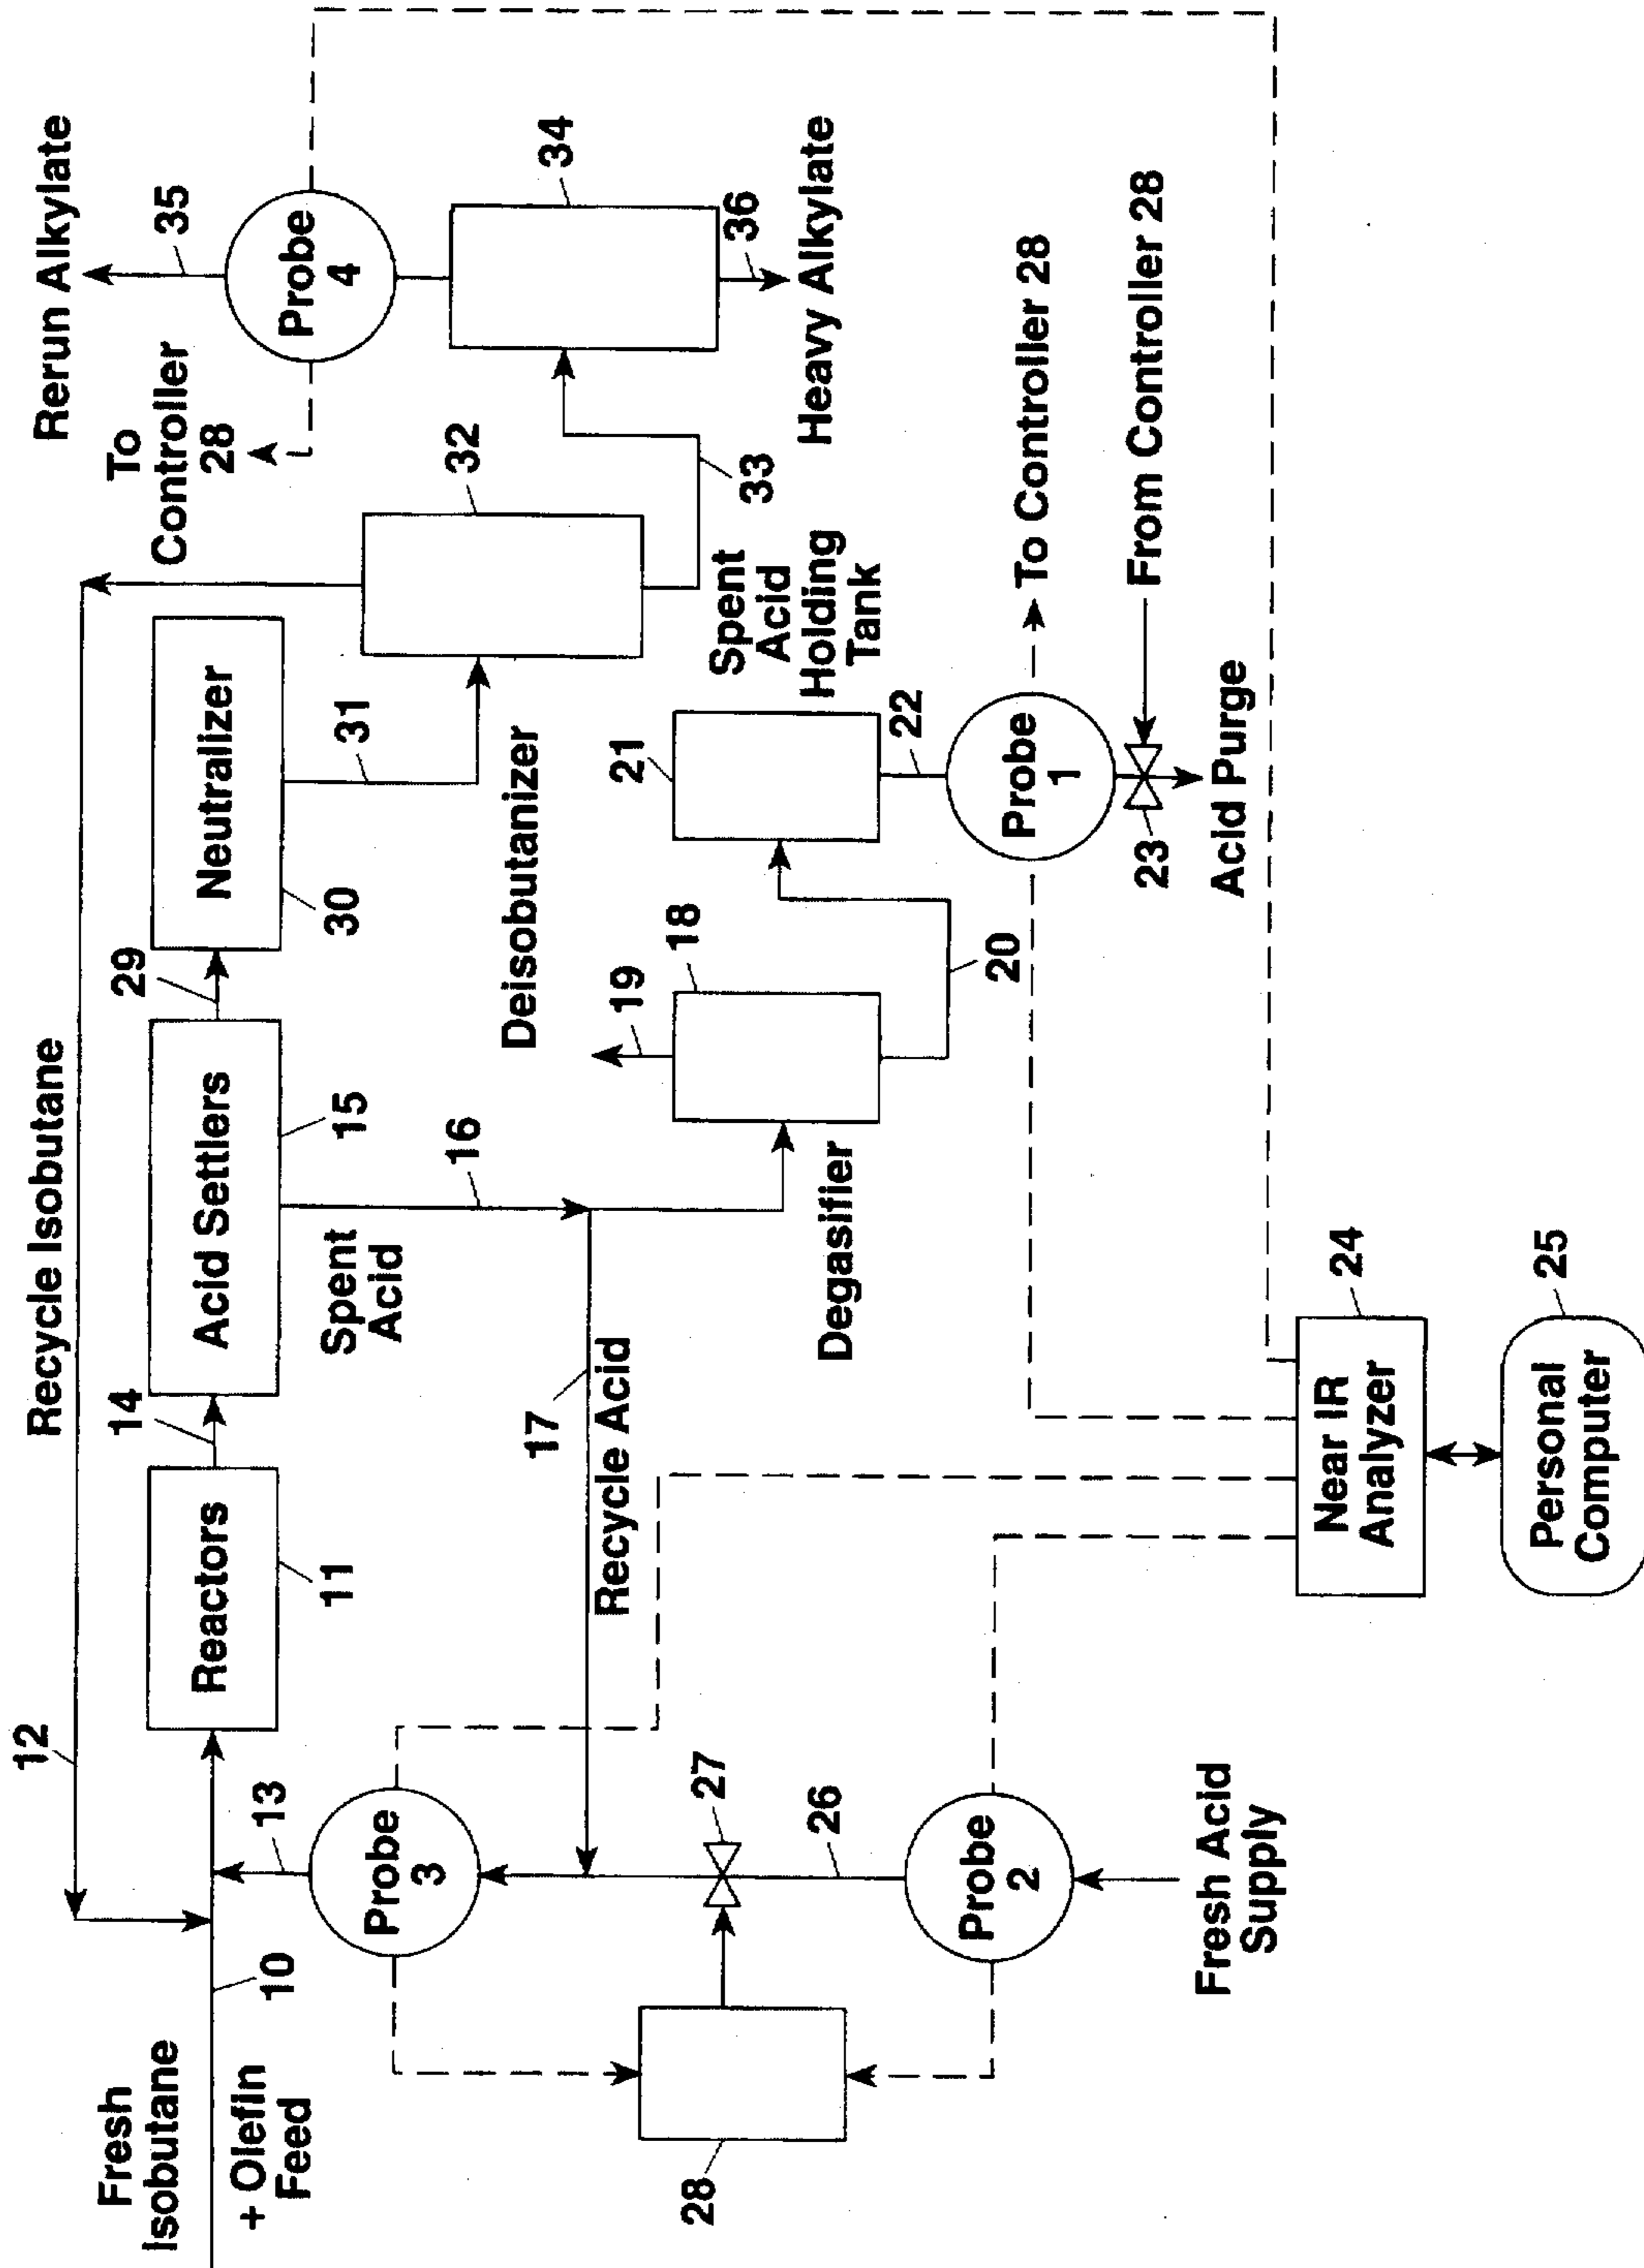 Fresh
Isobutane
+ Olefin
Feed
10
12
Recycle Isobutane
13
Reactors
11
14
Acid Settlers
15
29
Neutralizer
30
31
Spent
Acid
16
17
Recycle Acid
Deisobutanizer
32
33
To
Controller
28
Rerun Alkylate
35
Probe
4
34
36
Heavy Alkylate
Degasifier
18
19
20
Spent
Acid
Holding
Tank
21
22
Probe
1
To Controller 28
From Controller 28
23
Acid Purge
Probe
3
27
26
28
Probe
2
Fresh Acid
Supply
Near IR
Analyzer
24
Personal
Computer
25